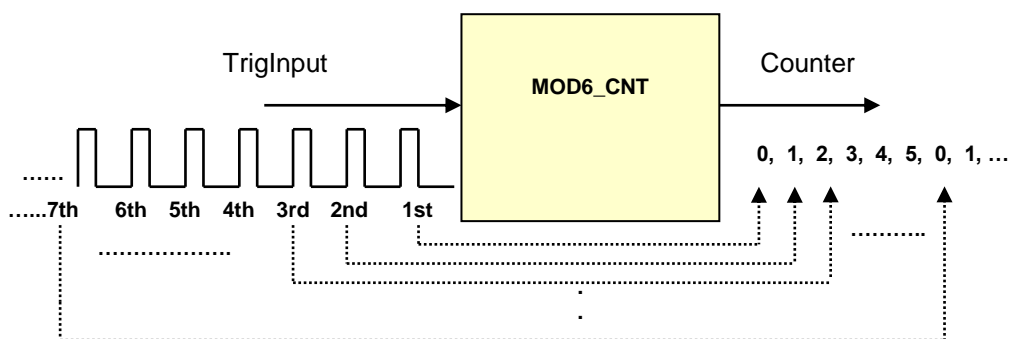 TrigInput
MOD6_CNT
Counter
0, 1, 2, 3, 4, 5, 0, 1, …
……
……7th 6th 5th 4th 3rd 2nd 1st